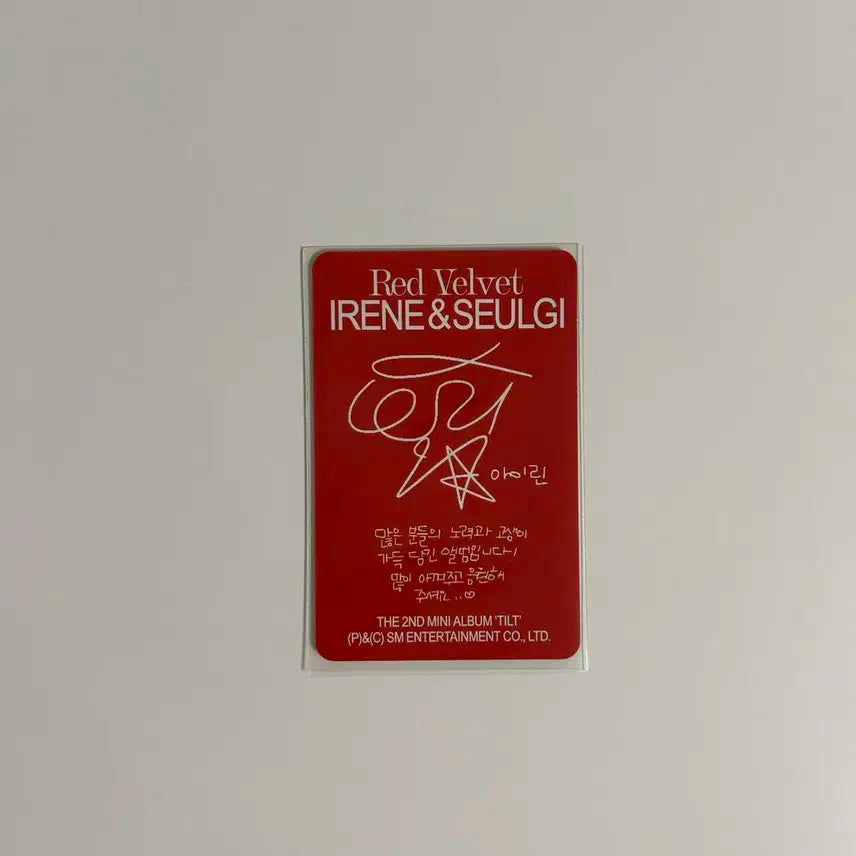 Red Velvet
IRENE & SEULGI
아이린
많은 분들의 노력과 고생이
가득 담긴 앨범입니다!
많이 아껴주고 응원해
주세요..♡
THE 2ND MINI ALBUM 'TILT'
(P)&(C) SM ENTERTAINMENT CO., LTD.